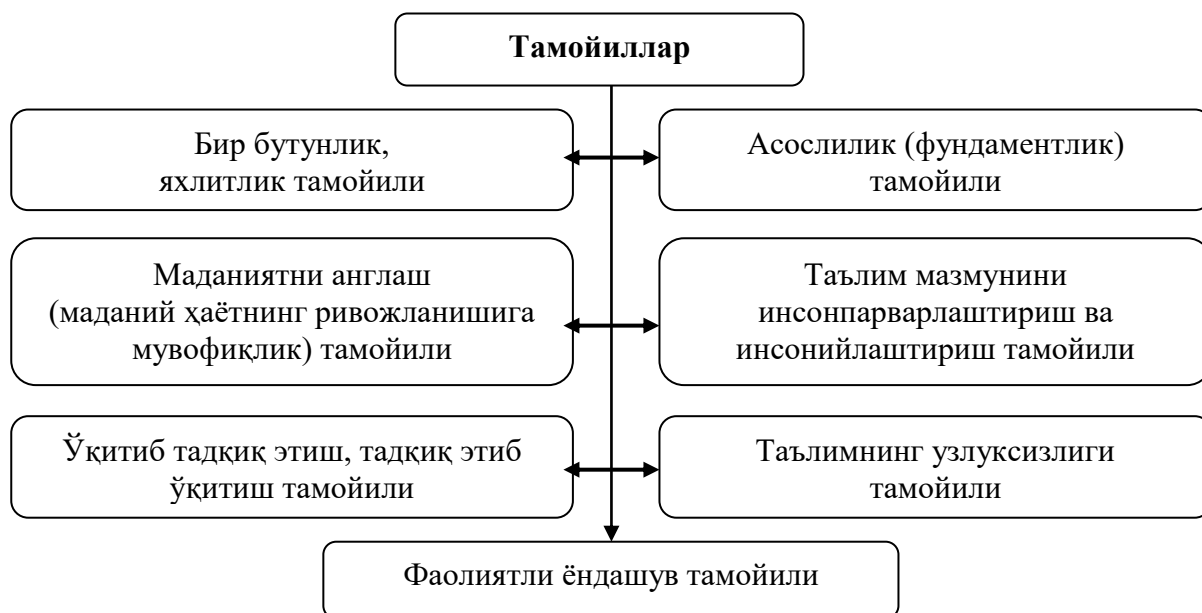 Тамойиллар
Бир бутунлик,
яхлитлик тамойили
Асослилик (фундаментлик)
тамойили
Маданиятни англаш
(маданий ҳаётнинг ривожланишига
мувофиқлик) тамойили
Таълим мазмунини
инсонпарварлаштириш ва
инсонийлаштириш тамойили
Ўқитиб тадқиқ этиш, тадқиқ этиб
ўқитиш тамойили
Таълимнинг узлуксизлиги
тамойили
Фаолиятли ёндашув тамойили